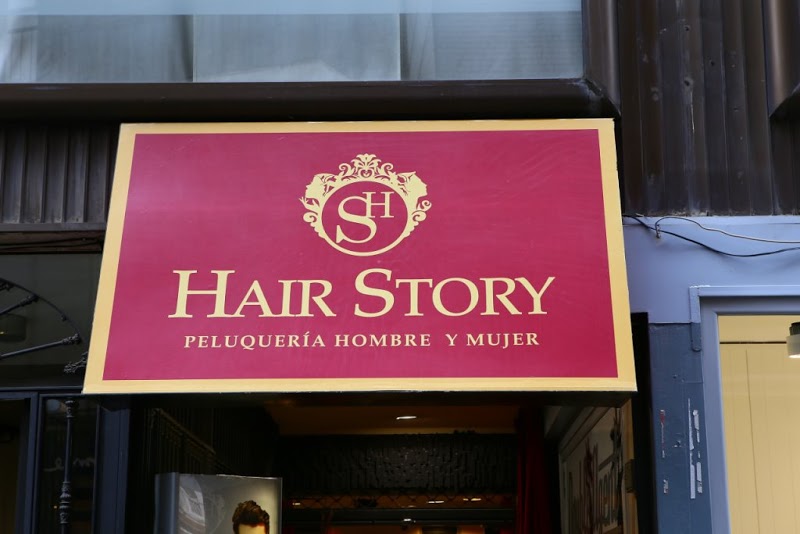 SH
HAIR STORY
PELUQUERÍA HOMBRE Y MUJER